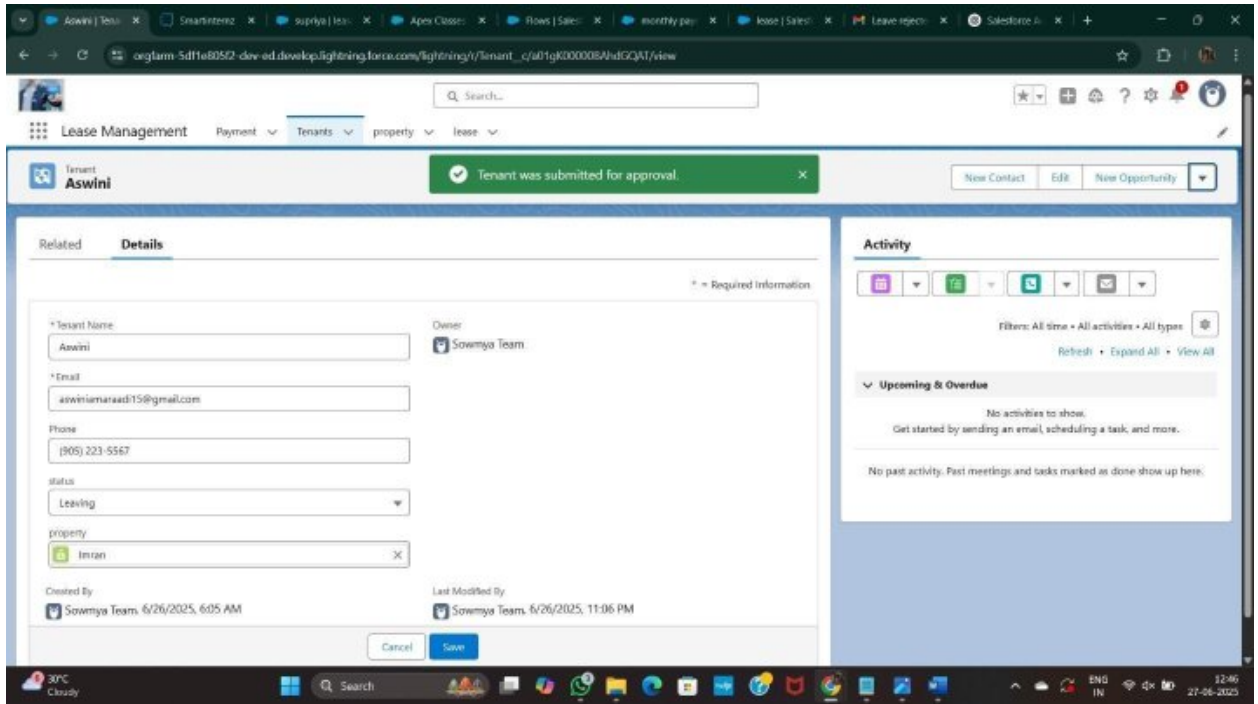 Aswini | Ten
Smartinternz
supriya | leas
Apex Classes
Flows | Sales
monthly pay
lease | Salesf
Leave reject
Salesforce A
orgfarm-5df1e805f2-dev-ed.develop.lightning.force.com/lightning/r/Tenant__c/
Search...
Lease Management Payment Tenants property lease
Tenant
Aswini
Tenant was submitted for approval.
New Contact Edit New Opportunity
Related Details
* = Required Information
*Tenant Name
Aswini
Owner
Sowmya Team
*Email
aswiniamaraadi15@gmail.com
Phone
(905) 223-5567
status
Leaving
property
Imran
Created By
Sowmya Team, 6/26/2025, 6:05 AM
Last Modified By
Sowmya Team, 6/26/2025, 11:06 PM
Cancel Save
Activity
Filters: All time • All activities • All types
Refresh • Expand All • View All
Upcoming & Overdue
No activities to show.
Get started by sending an email, scheduling a task, and more.
No past activity. Past meetings and tasks marked as done show up here.
30°C
Cloudy
Search
ENG
IN
12:46
27-06-2025